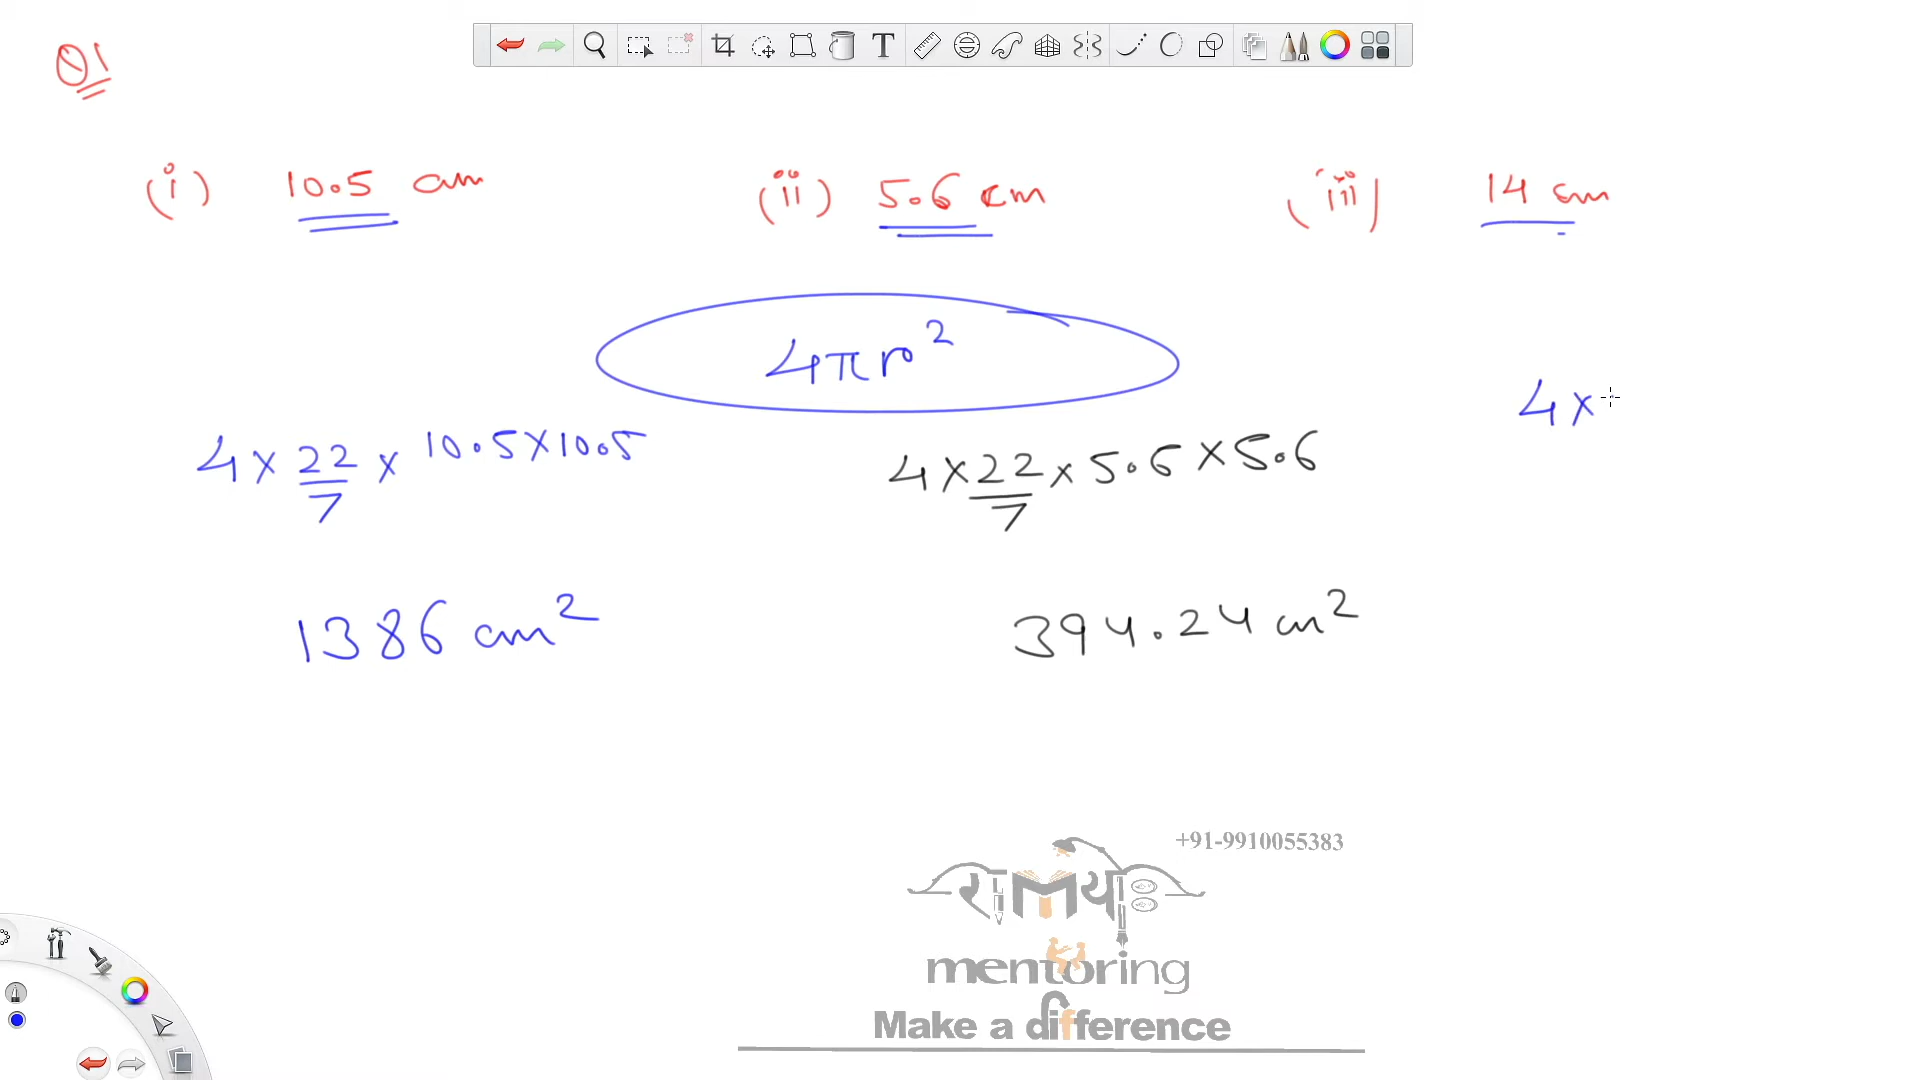 Q1
(i) 10.5 cm
(ii) 5.6 cm
(iii) 14 cm
4πr²
4 × 22/7 × 10.5 × 10.5
4 × 22/7 × 5.6 × 5.6
4 ×
1386 cm²
394.24 cm²
+91-9910055383
mentoring
Make a difference